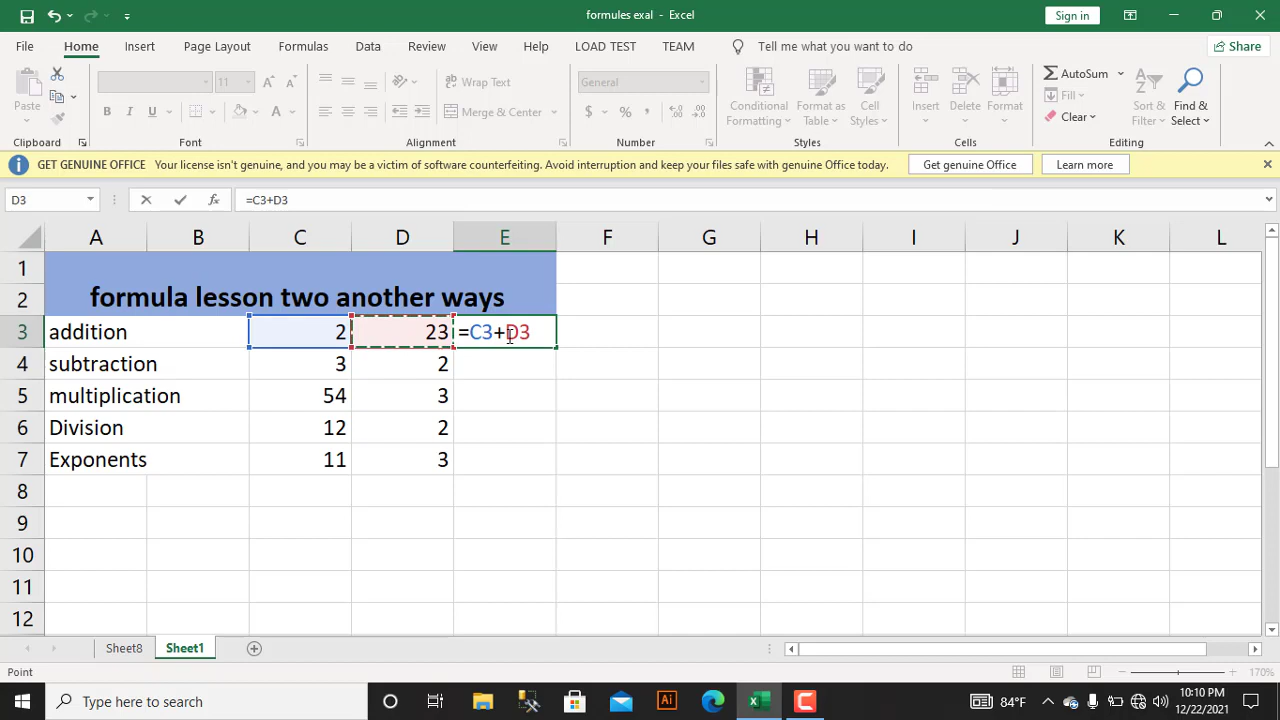 formules exal - Excel
Sign in
File Home Insert Page Layout Formulas Data Review View Help LOAD TEST TEAM Tell me what you want to do Share
Paste 11 Wrap Text General Conditional Formatting Format as Table Cell Styles Insert Delete Format AutoSum Fill Clear Sort & Filter Find & Select
B I U A Merge & Center $ %
Clipboard Font Alignment Number Styles Cells Editing
GET GENUINE OFFICE Your license isn't genuine, and you may be a victim of software counterfeiting. Avoid interruption and keep your files safe with genuine Office today. Get genuine Office Learn more
D3 fx =C3+D3
A B C D E F G H I J K L
1
2 formula lesson two another ways
3 addition 2 23 =C3+D3
4 subtraction 3 2
5 multiplication 54 3
6 Division 12 2
7 Exponents 11 3
8
9
10
11
12
Sheet8 Sheet1
Point 170%
Type here to search Ai 84°F 10:10 PM
12/22/2021